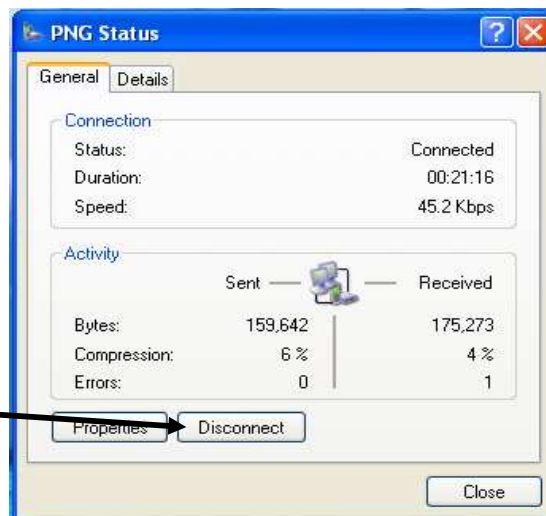 PNG Status
General Details
Connection
Status: Connected
Duration: 00:21:16
Speed: 45.2 Kbps
Activity
Sent Received
Bytes: 159,642 175,273
Compression: 6 % 4 %
Errors: 0 1
Properties Disconnect
Close